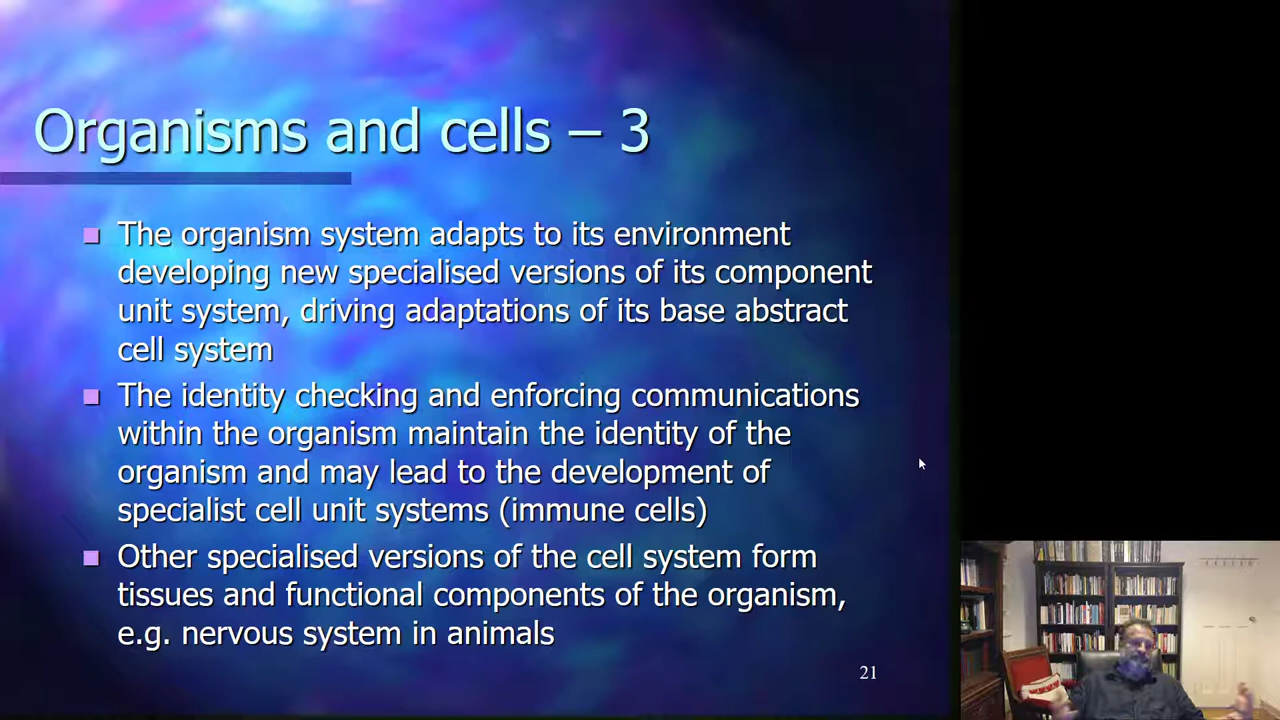 Organisms and cells – 3
The organism system adapts to its environment
developing new specialised versions of its component
unit system, driving adaptations of its base abstract
cell system
The identity checking and enforcing communications
within the organism maintain the identity of the
organism and may lead to the development of
specialist cell unit systems (immune cells)
Other specialised versions of the cell system form
tissues and functional components of the organism,
e.g. nervous system in animals
21